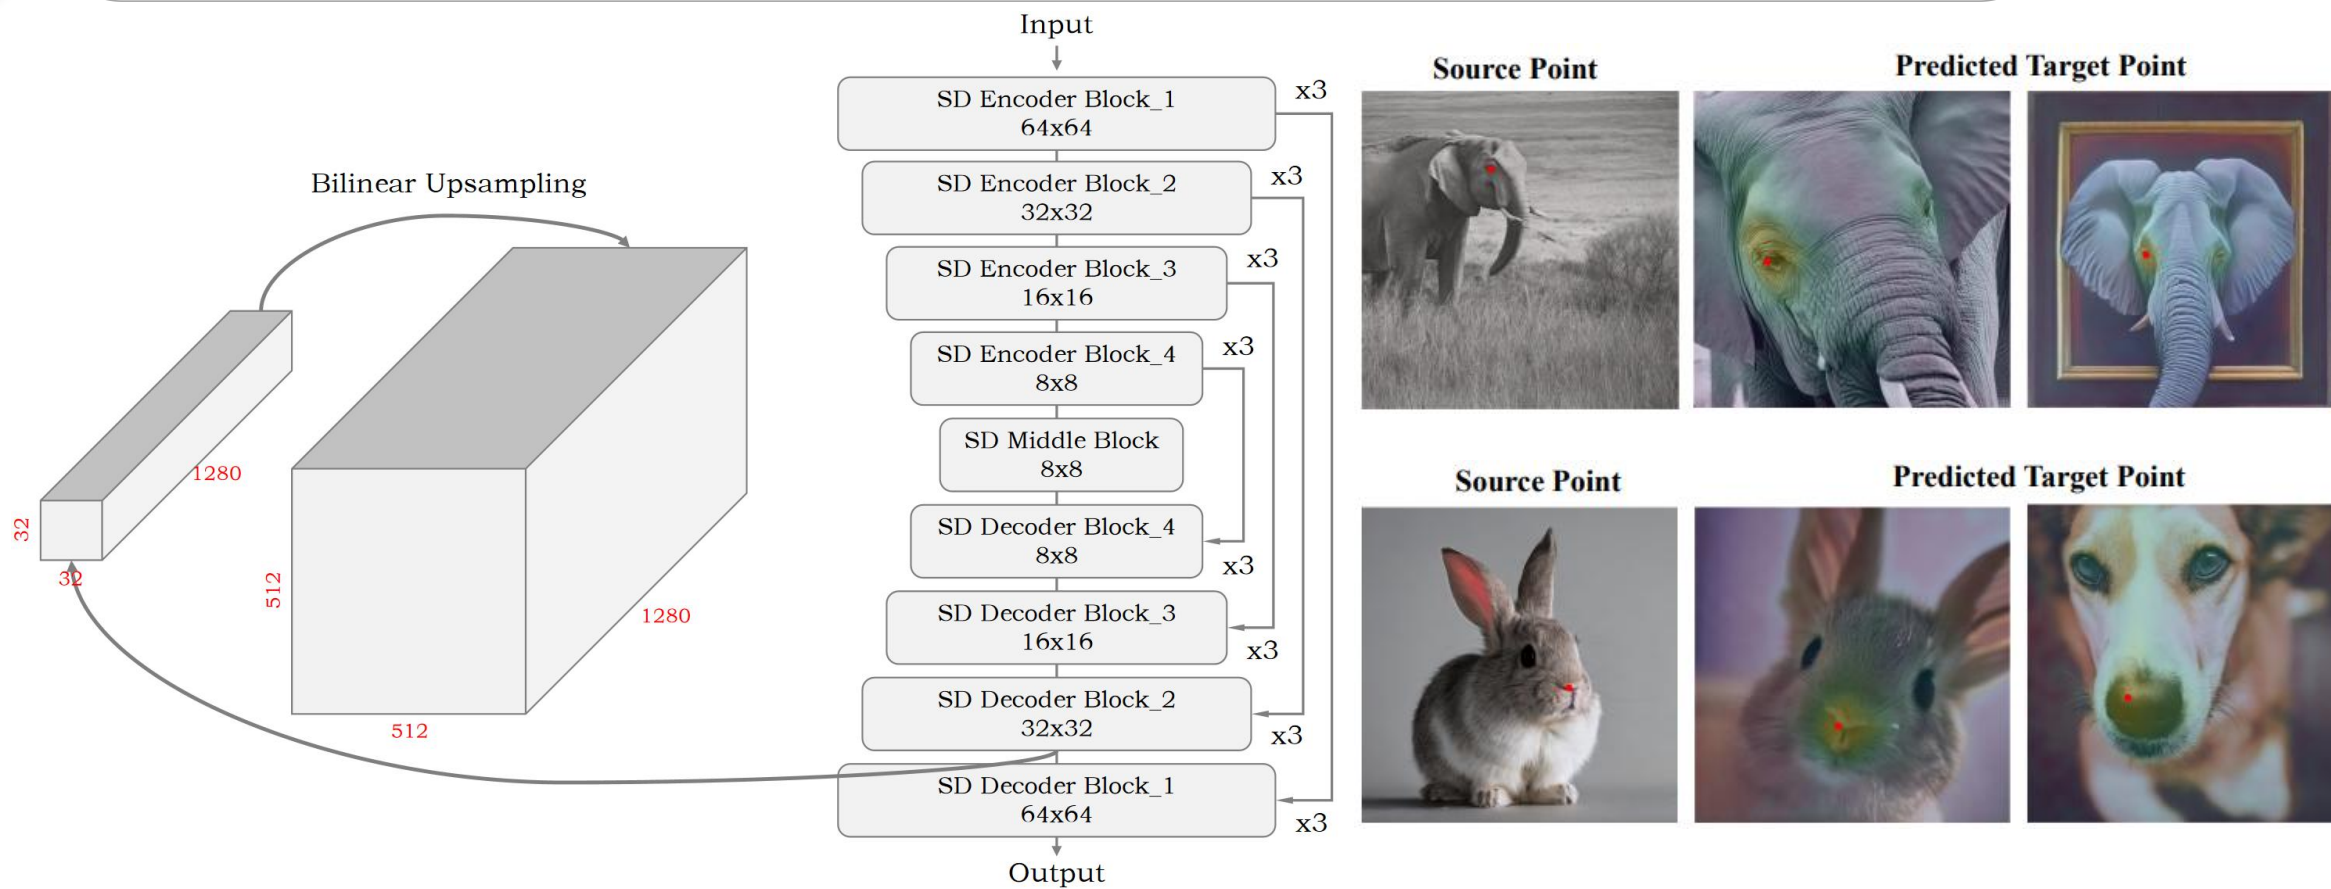 Bilinear Upsampling
1280
32
32
512
1280
512
Input
SD Encoder Block_1
64x64
x3
SD Encoder Block_2
32x32
x3
SD Encoder Block_3
16x16
x3
SD Encoder Block_4
8x8
x3
SD Middle Block
8x8
SD Decoder Block_4
8x8
x3
SD Decoder Block_3
16x16
x3
SD Decoder Block_2
32x32
x3
SD Decoder Block_1
64x64
x3
Output
Source Point
Predicted Target Point
Source Point
Predicted Target Point